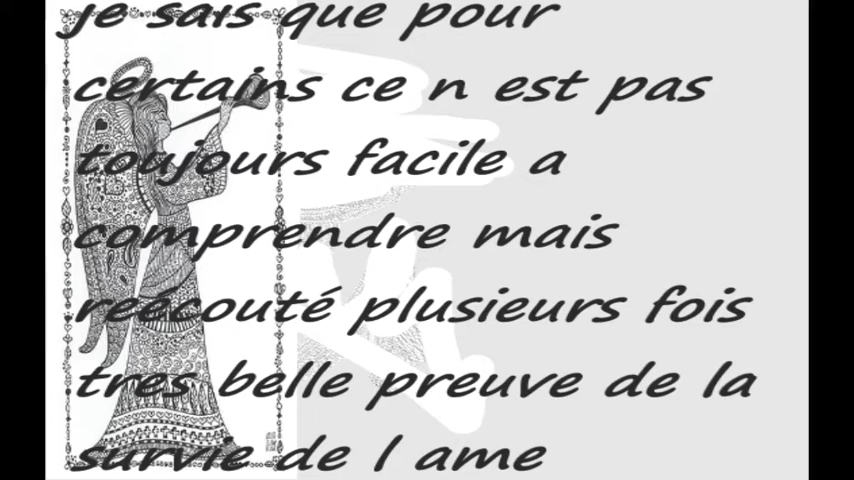 je sais que pour
certains ce n est pas
toujours facile a
comprendre mais
reécouté plusieurs fois
tres belle preuve de la
survie de l ame